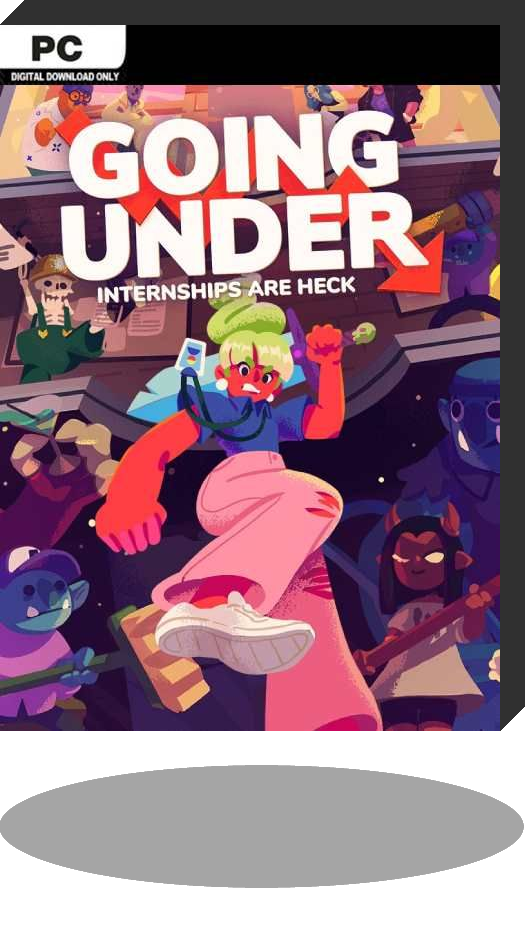 PC
DIGITAL DOWNLOAD ONLY
GOING
UNDER
INTERNSHIPS ARE HECK